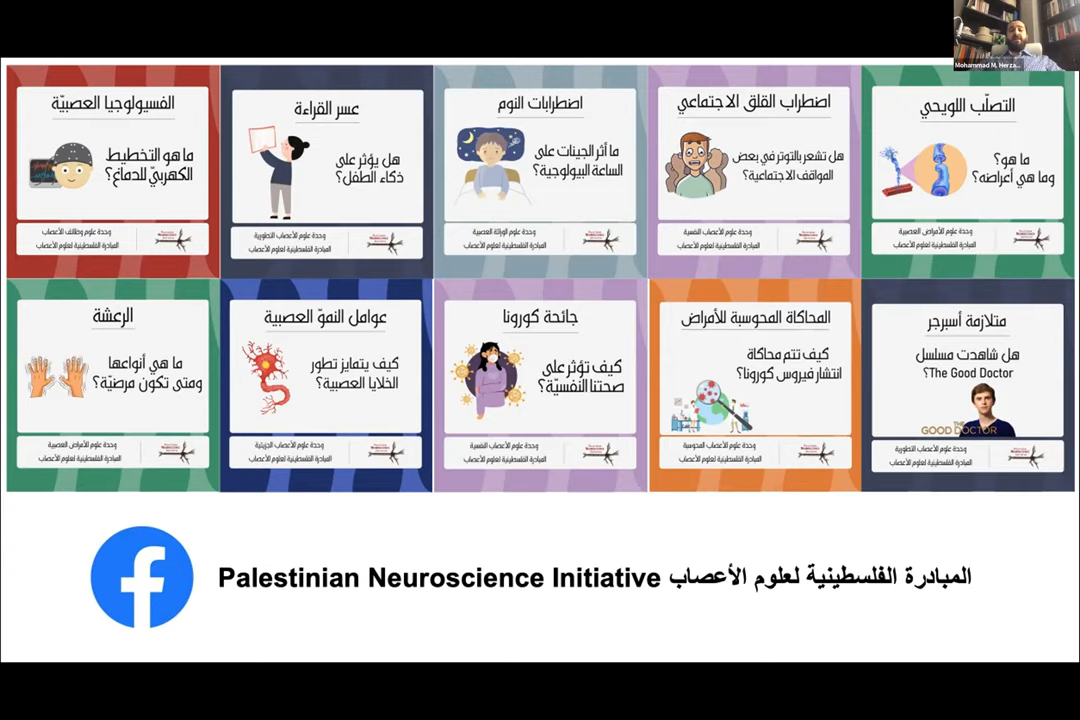 Mohammad M. Herza...
التصلّب اللويحي
ما هو؟
وما هي أعراضه؟
وحدة علوم الأمراض العصبية
المبادرة الفلسطينية لعلوم الأعصاب
اضطراب القلق الاجتماعي
هل تشعر بالتوتر في بعض
المواقف الاجتماعية؟
وحدة علوم الأعصاب النفسية
المبادرة الفلسطينية لعلوم الأعصاب
اضطرابات النوم
ما أثر الجينات على
الساعة البيولوجية؟
وحدة علوم الوراثة العصبية
المبادرة الفلسطينية لعلوم الأعصاب
عسر القراءة
هل يؤثر على
ذكاء الطفل؟
وحدة علوم الأعصاب التطورية
المبادرة الفلسطينية لعلوم الأعصاب
الفسيولوجيا العصبيّة
ما هو التخطيط
الكهربيّ للدماغ؟
وحدة علوم وظائف الأعصاب
المبادرة الفلسطينية لعلوم الأعصاب
متلازمة أسبرجر
هل شاهدت مسلسل
The Good Doctor؟
THE
GOOD DOCTOR
وحدة علوم الأعصاب التطورية
المبادرة الفلسطينية لعلوم الأعصاب
المحاكاة المحوسبة للأمراض
كيف تتم محاكاة
انتشار فيروس كورونا؟
وحدة علوم الأعصاب المحوسبة
المبادرة الفلسطينية لعلوم الأعصاب
جائحة كورونا
كيف تؤثر على
صحتنا النفسيّة؟
وحدة علوم الأعصاب النفسية
المبادرة الفلسطينية لعلوم الأعصاب
عوامل النموّ العصبية
كيف يتمايز تطور
الخلايا العصبية؟
وحدة علوم الأعصاب الجزيئية
المبادرة الفلسطينية لعلوم الأعصاب
الرعشة
ما هي أنواعها
ومتى تكون مرضيّة؟
وحدة علوم الأمراض العصبية
المبادرة الفلسطينية لعلوم الأعصاب
Palestinian Neuroscience Initiative المبادرة الفلسطينية لعلوم الأعصاب